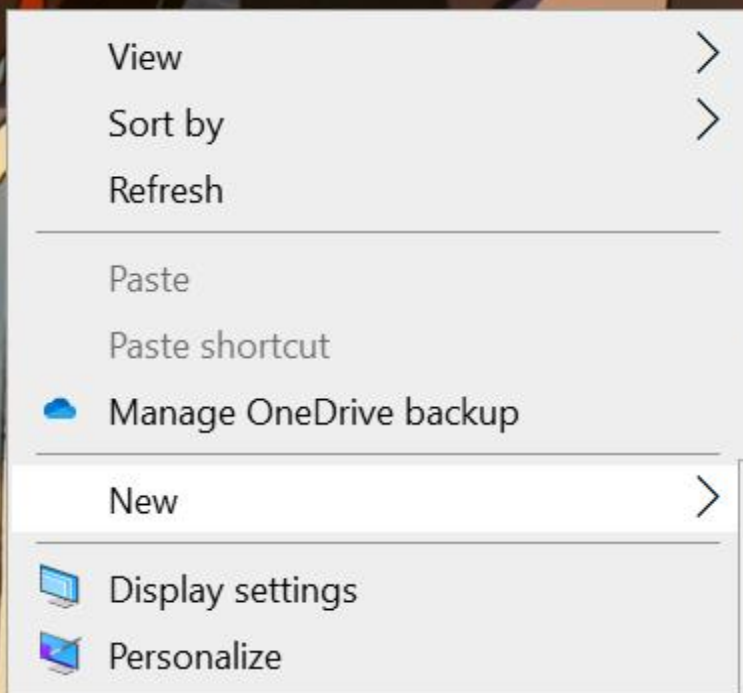 View
Sort by
Refresh
Paste
Paste shortcut
Manage OneDrive backup
New
Display settings
Personalize